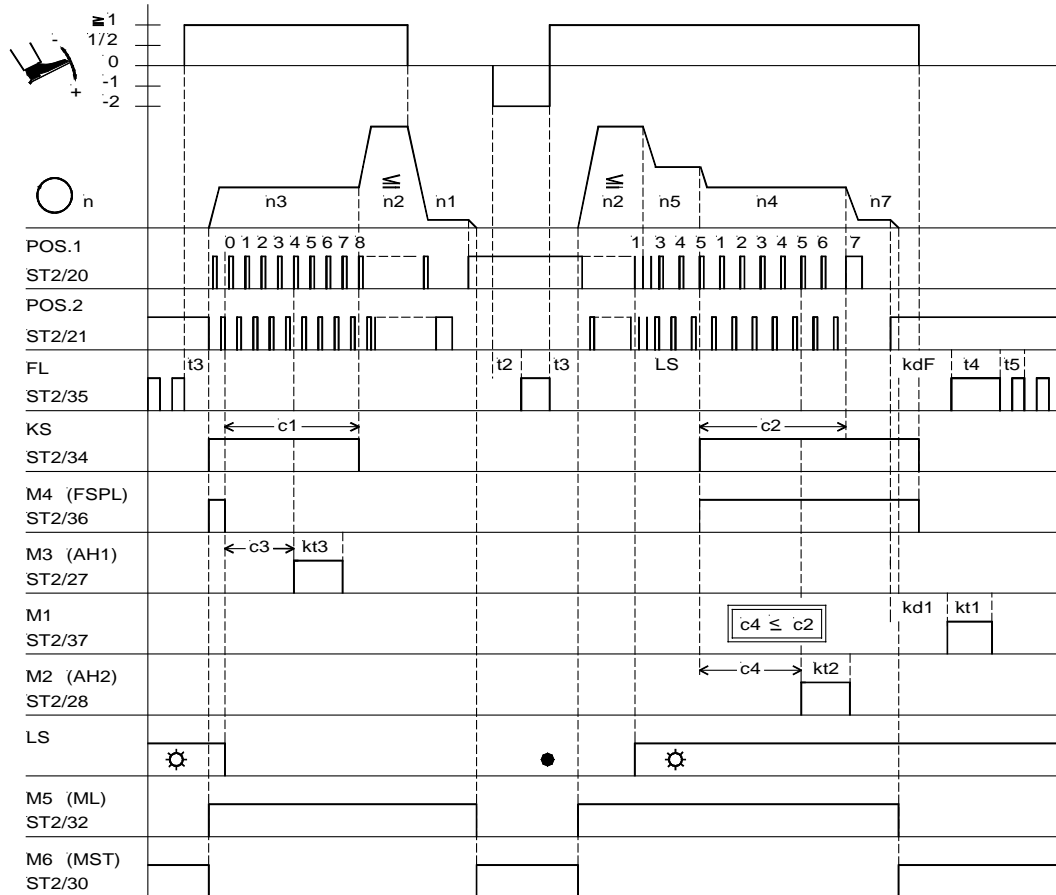 ≧1
- 1/2
0
-1
+ -2
n n3 ≦ n2 n1 ≦ n2 n5 n4 n7
POS.1 0 1 2 3 4 5 6 7 8 1 3 4 5 1 2 3 4 5 6 7
ST2/20
POS.2
ST2/21
FL t3 t2 t3 LS kdF t4 t5
ST2/35
KS c1 c2
ST2/34
M4 (FSPL)
ST2/36
M3 (AH1) c3 kt3
ST2/27
M1 kd1 kt1
ST2/37 c4 ≤ c2
M2 (AH2) c4 kt2
ST2/28
LS
M5 (ML)
ST2/32
M6 (MST)
ST2/30